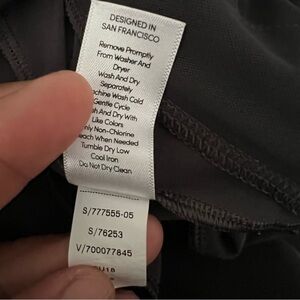 DESIGNED IN
SAN FRANCISCO
Remove Promptly
From Washer And
Dryer
Wash And Dry
Separately
Machine Wash Cold
Gentle Cycle
Wash And Dry With
Like Colors
Only Non-Chlorine
Bleach When Needed
Tumble Dry Low
Cool Iron
Do Not Dry Clean
S/777555-05
S/76253
V/700077845